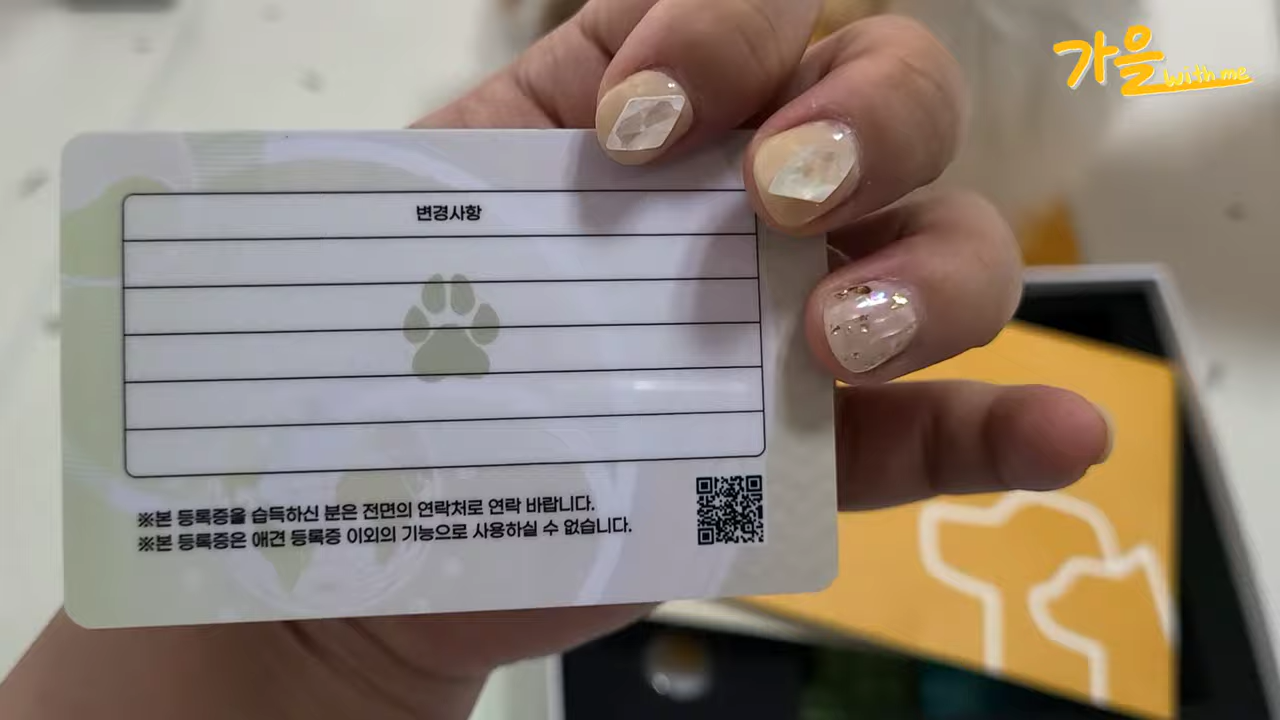 가을 with me
변경사항
※본 등록증을 습득하신 분은 전면의 연락처로 연락 바랍니다.
※본 등록증은 애견 등록증 이외의 기능으로 사용하실 수 없습니다.